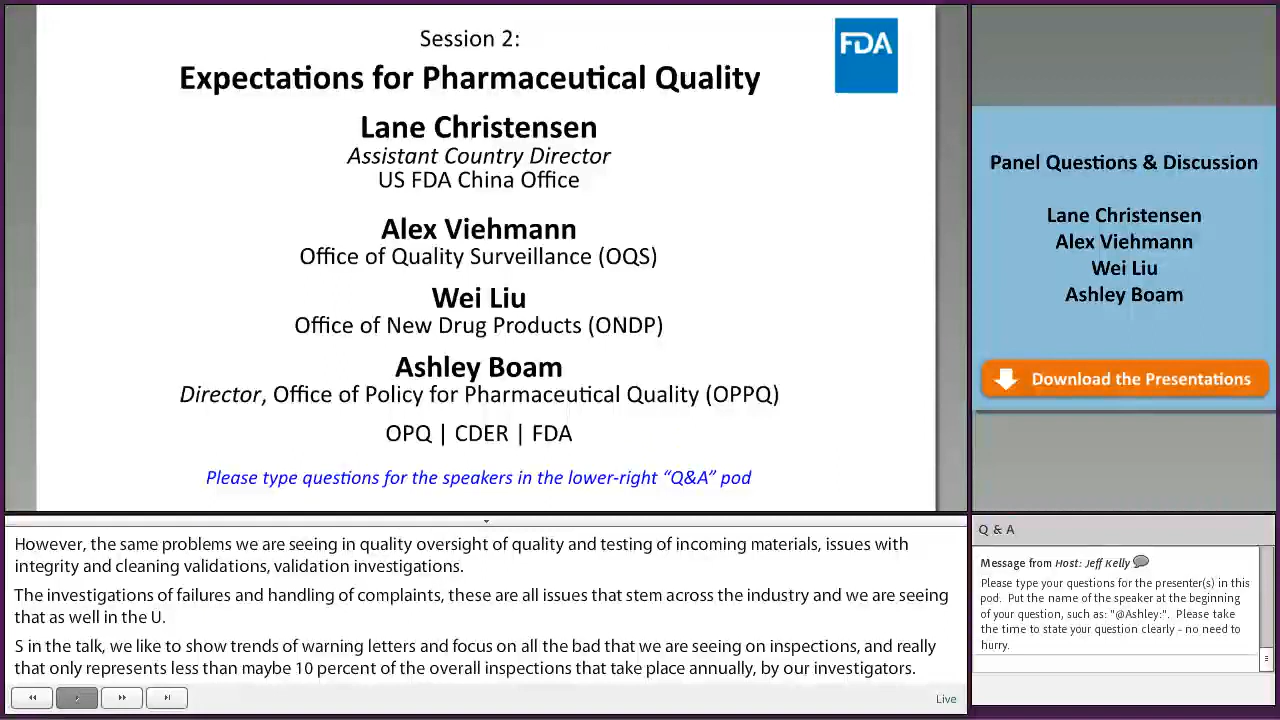 Session 2:
FDA
Expectations for Pharmaceutical Quality
Lane Christensen
Assistant Country Director
US FDA China Office
Alex Viehmann
Office of Quality Surveillance (OQS)
Wei Liu
Office of New Drug Products (ONDP)
Ashley Boam
Director, Office of Policy for Pharmaceutical Quality (OPPQ)
OPQ | CDER | FDA
Please type questions for the speakers in the lower-right “Q&A” pod
Panel Questions & Discussion
Lane Christensen
Alex Viehmann
Wei Liu
Ashley Boam
Download the Presentations
However, the same problems we are seeing in quality oversight of quality and testing of incoming materials, issues with
integrity and cleaning validations, validation investigations.
The investigations of failures and handling of complaints, these are all issues that stem across the industry and we are seeing
that as well in the U.
S in the talk, we like to show trends of warning letters and focus on all the bad that we are seeing on inspections, and really
that only represents less than maybe 10 percent of the overall inspections that take place annually, by our investigators.
Live
Q & A
Message from Host: Jeff Kelly
Please type your questions for the presenter(s) in this
pod. Put the name of the speaker at the beginning
of your question, such as: "@Ashley:". Please take
the time to state your question clearly - no need to
hurry.